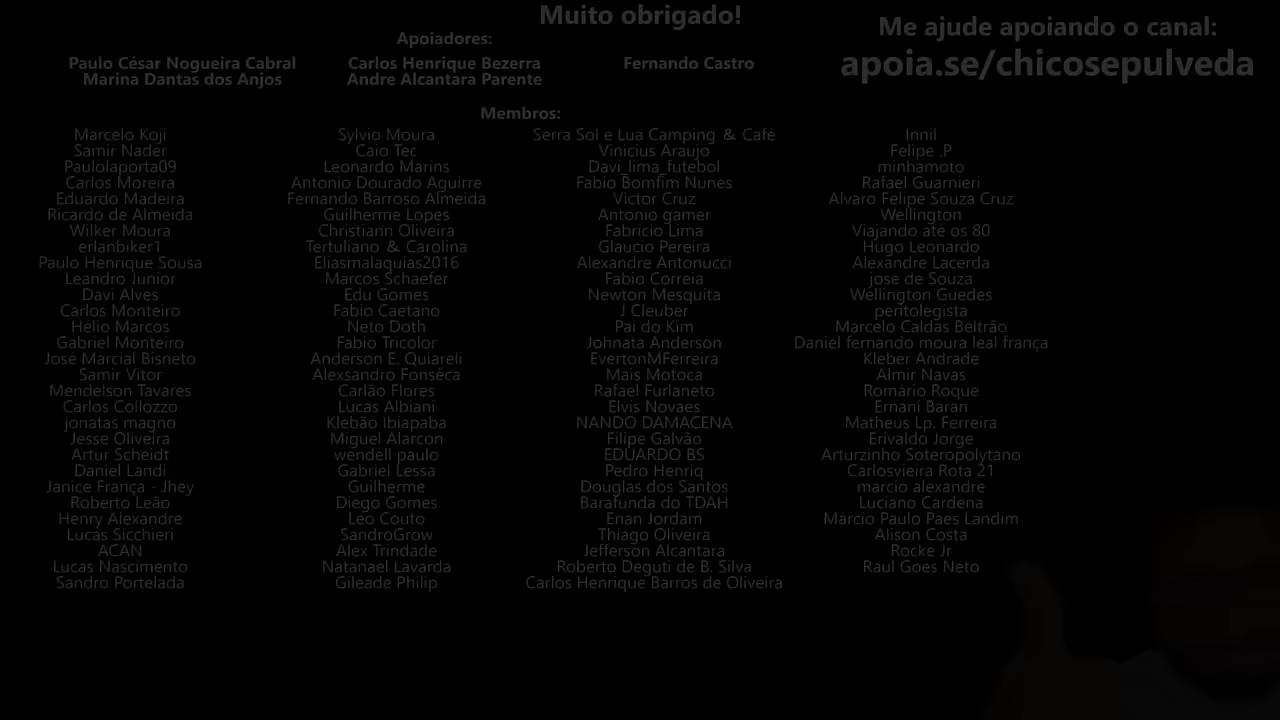 Muito obrigado!
Me ajude apoiando o canal:
apoia.se/chicosepulveda
Apoiadores:
Paulo César Nogueira Cabral
Marina Dantas dos Anjos
Carlos Henrique Bezerra
Andre Alcantara Parente
Fernando Castro
Membros:
Marcelo Koji
Samir Nader
Paulolaporta09
Carlos Moreira
Eduardo Madeira
Ricardo de Almeida
Wilker Moura
erlanbiker1
Paulo Henrique Sousa
Leandro Junior
Davi Alves
Carlos Monteiro
Hélio Marcos
Gabriel Monteiro
José Marcial Bisneto
Samir Vitor
Mendelson Tavares
Carlos Collozzo
jonatas magno
Jesse Oliveira
Artur Scheidt
Daniel Landi
Janice França - Jhey
Roberto Leão
Henry Alexandre
Lucas Sicchieri
ACAN
Lucas Nascimento
Sandro Portelada
Sylvio Moura
Caio Tec
Leonardo Marins
Antonio Dourado Aguirre
Fernando Barroso Almeida
Guilherme Lopes
Christiann Oliveira
Tertuliano & Carolina
Eliasmalaquias2016
Marcos Schaefer
Edu Gomes
Fabio Caetano
Neto Doth
Fabio Tricolor
Anderson E. Quiareli
Alexsandro Fonsêca
Carlão Flores
Lucas Albiani
Klebão Ibiapaba
Miguel Alarcon
wendell paulo
Gabriel Lessa
Guilherme
Diego Gomes
Leo Couto
SandroGrow
Alex Trindade
Natanael Lavarda
Gileade Philip
Serra Sol e Lua Camping & Café
Vinicius Araujo
Davi_lima_futebol
Fabio Bomfim Nunes
Victor Cruz
Antonio gamer
Fabricio Lima
Glaucio Pereira
Alexandre Antonucci
Fabio Correia
Newton Mesquita
J Cleuber
Pai do Kim
Johnata Anderson
EvertonMFerreira
Mais Motoca
Rafael Furlaneto
Elvis Novaes
NANDO DAMACENA
Filipe Galvão
EDUARDO BS
Pedro Henriq
Douglas dos Santos
Barafunda do TDAH
Enan Jordam
Thiago Oliveira
Jefferson Alcantara
Roberto Deguti de B. Silva
Carlos Henrique Barros de Oliveira
Innil
Felipe .P
minhamoto
Rafael Guarnieri
Alvaro Felipe Souza Cruz
Wellington
Viajando até os 80
Hugo Leonardo
Alexandre Lacerda
jose de Souza
Wellington Guedes
peritolegista
Marcelo Caldas Beltrão
Daniel fernando moura leal frança
Kleber Andrade
Almir Navas
Romário Roque
Ernani Baran
Matheus Lp. Ferreira
Erivaldo Jorge
Arturzinho Soteropolytano
Carlosvieira Rota 21
marcio alexandre
Luciano Cardena
Márcio Paulo Paes Landim
Alison Costa
Rocke Jr
Raul Goes Neto